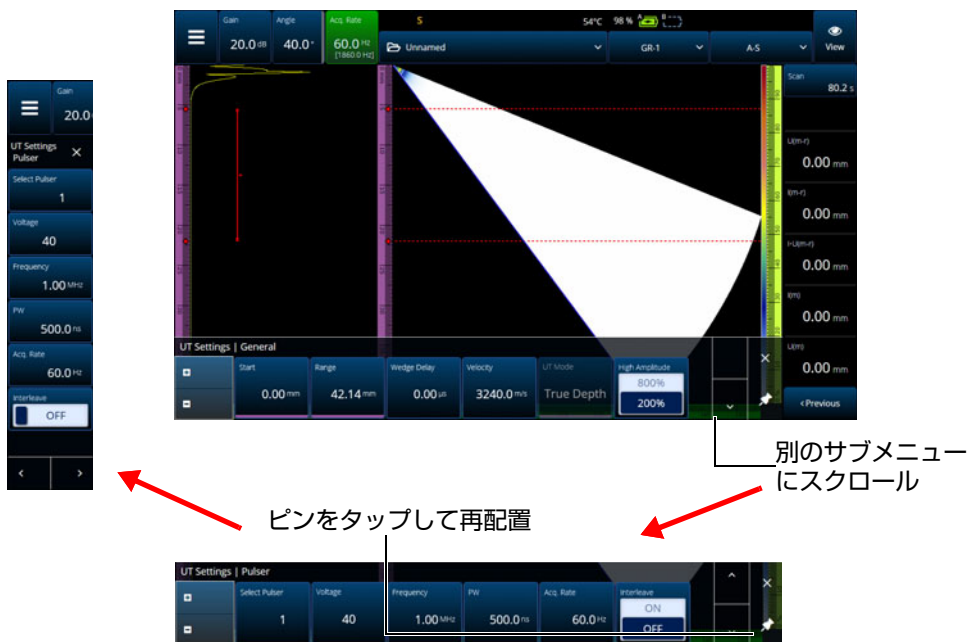 Gain
20.0
UT Settings
Pulser
×
Select Pulser
1
Voltage
40
Frequency
1.00 MHz
PW
500.0 ns
Acq. Rate
60.0 Hz
Interleave
OFF
<
>
Gain
20.0 dB
Angle
40.0°
Acq. Rate
60.0 Hz
[1860.0 Hz]
S
54°C
98 %
Unnamed
GR-1
A-S
View
Scan
80.2 s
U(m-r)
0.00 mm
I(m-r)
0.00 mm
I-U(m-r)
0.00 mm
I(m)
0.00 mm
U(m)
0.00 mm
<Previous
UT Settings | General
Start
0.00 mm
Range
42.14 mm
Wedge Delay
0.00 µs
Velocity
3240.0 m/s
UT Mode
True Depth
High Amplitude
800%
200%
×
別のサブメニュー
にスクロール
ピンをタップして再配置
UT Settings | Pulser
Select Pulser
1
Voltage
40
Frequency
1.00 MHz
PW
500.0 ns
Acq. Rate
60.0 Hz
Interleave
ON
OFF
×